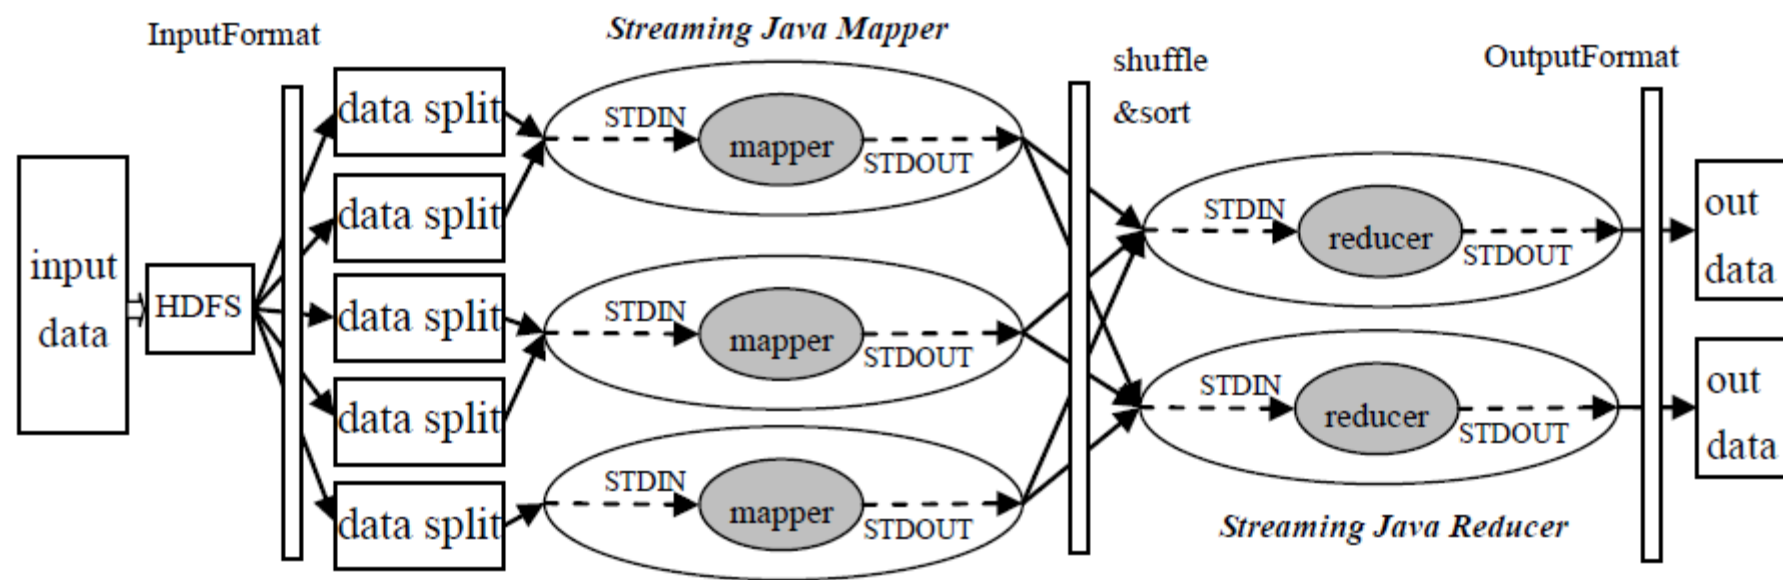 InputFormat
Streaming Java Mapper
shuffle
&sort
OutputFormat
input
data
HDFS
data split
data split
data split
data split
data split
STDIN
mapper
STDOUT
STDIN
mapper
STDOUT
STDIN
mapper
STDOUT
STDIN
reducer
STDOUT
STDIN
reducer
STDOUT
Streaming Java Reducer
out
data
out
data